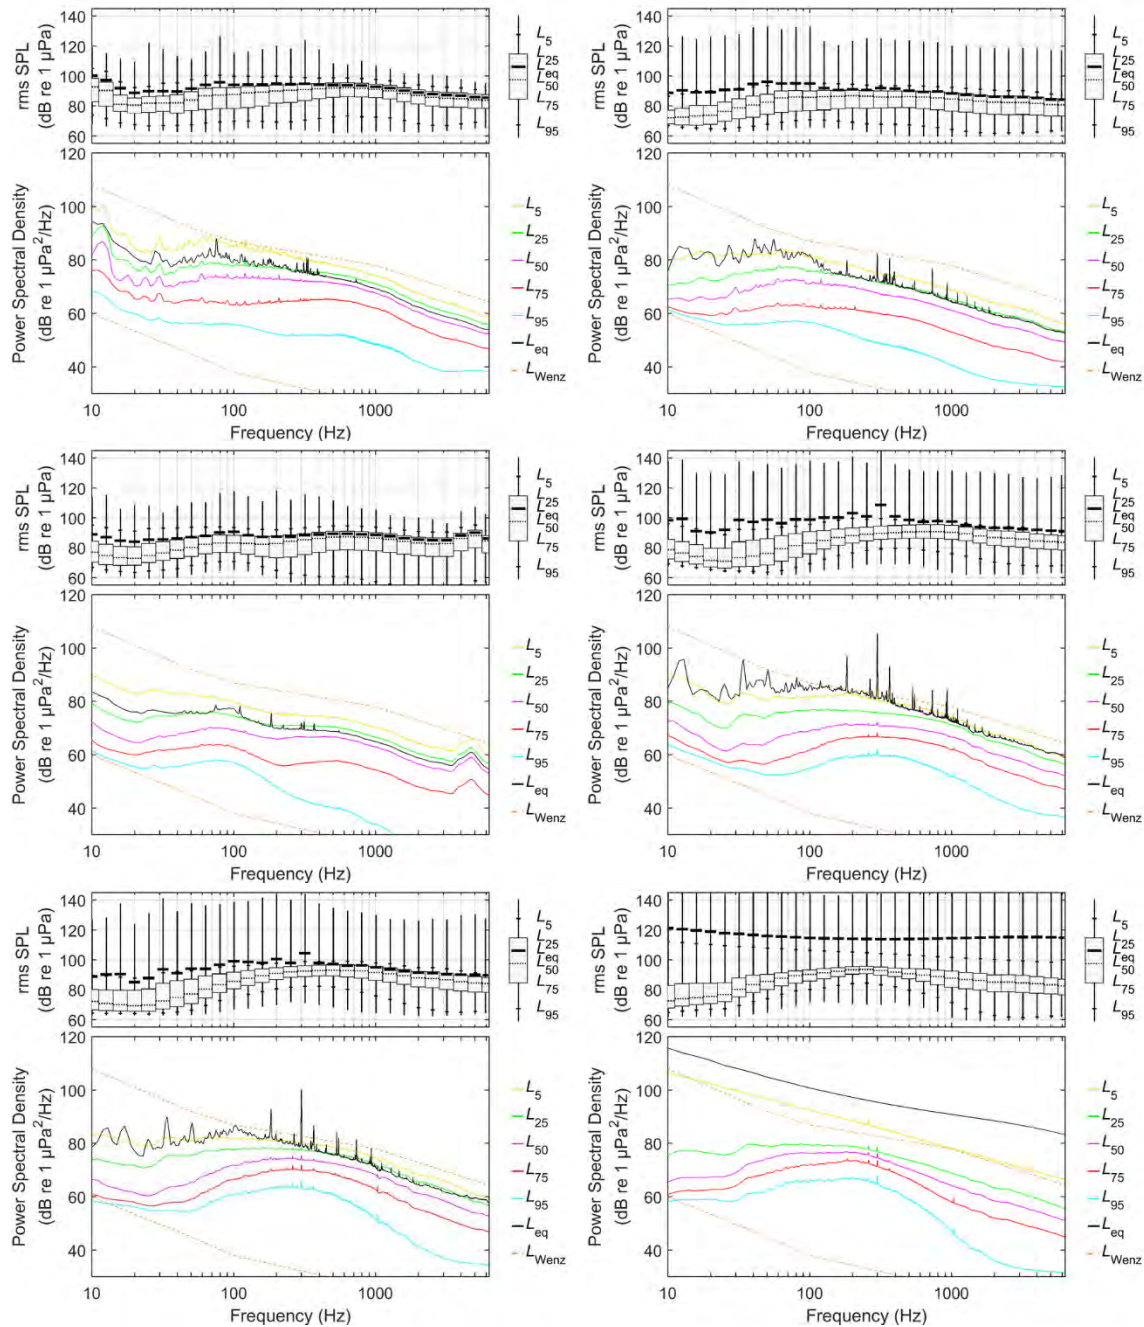 140
120
100
80
60
rms SPL
(dB re 1 µPa)
L5
L25
Leq
L50
L75
L95
120
100
80
60
40
Power Spectral Density
(dB re 1 µPa²/Hz)
L5
L25
L50
L75
L95
Leq
LWenz
10 100 1000
Frequency (Hz)
140
120
100
80
60
rms SPL
(dB re 1 µPa)
L5
L25
Leq
L50
L75
L95
120
100
80
60
40
Power Spectral Density
(dB re 1 µPa²/Hz)
L5
L25
L50
L75
L95
Leq
LWenz
10 100 1000
Frequency (Hz)
140
120
100
80
60
rms SPL
(dB re 1 µPa)
L5
L25
Leq
L50
L75
L95
120
100
80
60
40
Power Spectral Density
(dB re 1 µPa²/Hz)
L5
L25
L50
L75
L95
Leq
LWenz
10 100 1000
Frequency (Hz)
140
120
100
80
60
rms SPL
(dB re 1 µPa)
L5
L25
Leq
L50
L75
L95
120
100
80
60
40
Power Spectral Density
(dB re 1 µPa²/Hz)
L5
L25
L50
L75
L95
Leq
LWenz
10 100 1000
Frequency (Hz)
140
120
100
80
60
rms SPL
(dB re 1 µPa)
L5
L25
Leq
L50
L75
L95
120
100
80
60
40
Power Spectral Density
(dB re 1 µPa²/Hz)
L5
L25
L50
L75
L95
Leq
LWenz
10 100 1000
Frequency (Hz)
140
120
100
80
60
rms SPL
(dB re 1 µPa)
L5
L25
Leq
L50
L75
L95
120
100
80
60
40
Power Spectral Density
(dB re 1 µPa²/Hz)
L5
L25
L50
L75
L95
Leq
LWenz
10 100 1000
Frequency (Hz)